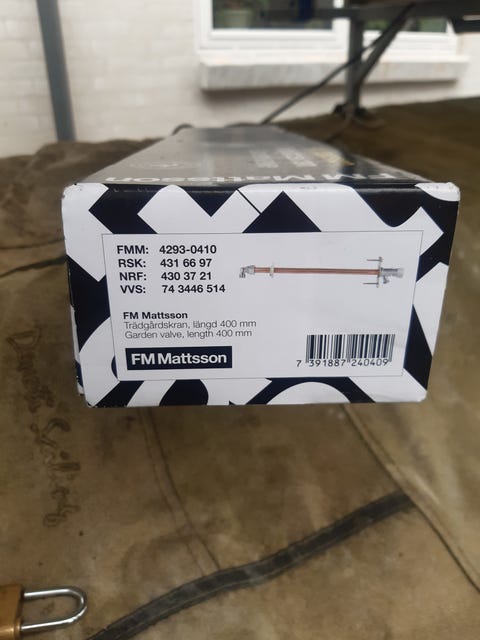 FM Mattsson
FMM: 4293-0410
RSK: 431 66 97
NRF: 430 37 21
VVS: 74 3446 514
FM Mattsson
Trädgårdskran, längd 400 mm
Garden valve, length 400 mm
FM Mattsson
7 391887 240409